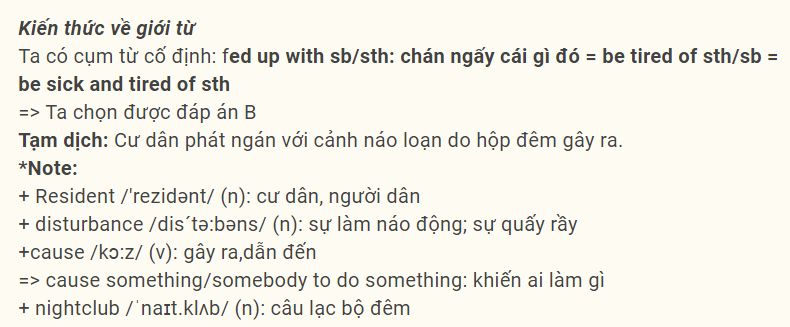 Kiến thức về giới từ
Ta có cụm từ cố định: fed up with sb/sth: chán ngấy cái gì đó = be tired of sth/sb =
be sick and tired of sth
=> Ta chọn được đáp án B
Tạm dịch: Cư dân phát ngán với cảnh náo loạn do hộp đêm gây ra.
*Note:
+ Resident /'rezidənt/ (n): cư dân, người dân
+ disturbance /dis´tə:bəns/ (n): sự làm náo động; sự quấy rầy
+cause /kɔ:z/ (v): gây ra,dẫn đến
=> cause something/somebody to do something: khiến ai làm gì
+ nightclub /ˈnaɪt.klʌb/ (n): câu lạc bộ đêm